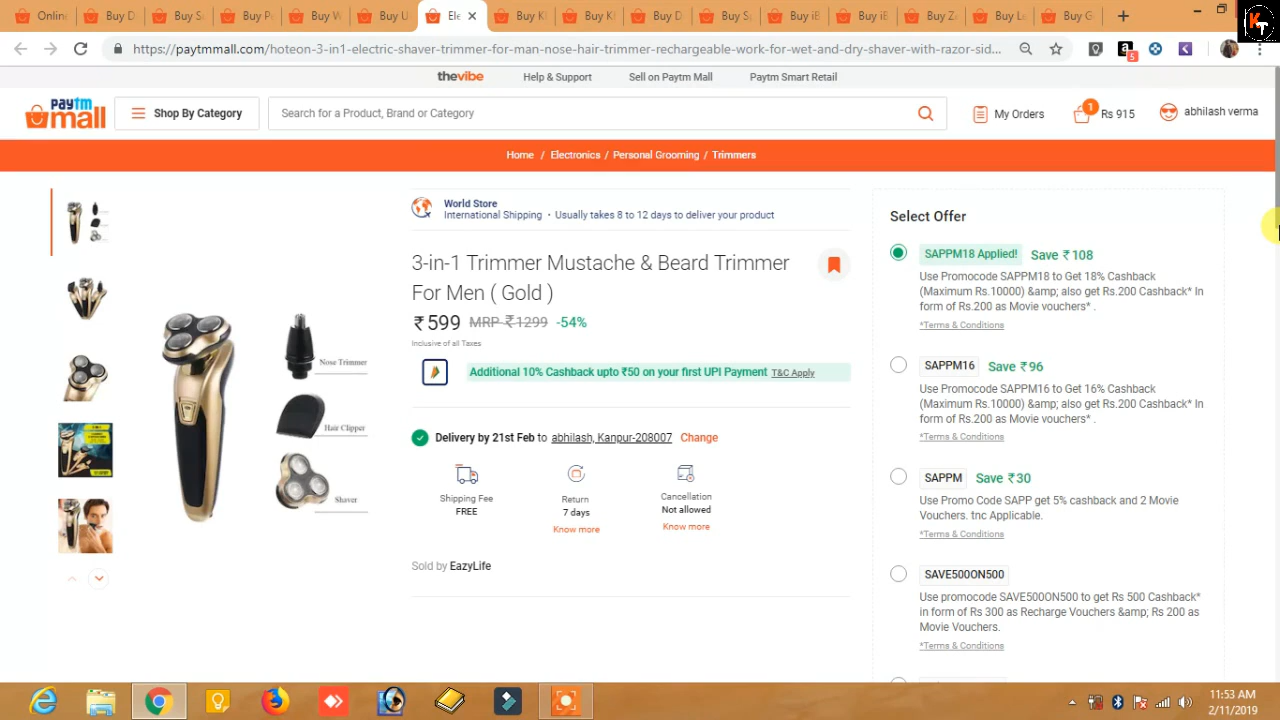 Onlin
Buy D
Buy S
Buy P
Buy W
Buy U
Ele
Buy D
Buy iB
Buy Le
Buy G
KT
https://paytmmall.com/hoteon-3-in1-electric-shaver-trimmer-for-man-nose-hair-trimmer-rechargeable-work-for-wet-and-dry-shaver-with-razor-sid...
5
thevibe
Help & Support
Sell on Paytm Mall
Paytm Smart Retail
paytm mall
Shop By Category
Search for a Product, Brand or Category
My Orders
1
Rs 915
abhilash verma
Home / Electronics / Personal Grooming / Trimmers
World Store
International Shipping • Usually takes 8 to 12 days to deliver your product
3-in-1 Trimmer Mustache & Beard Trimmer
For Men ( Gold )
₹599 MRP ₹1299 -54%
Inclusive of all Taxes
Additional 10% Cashback upto ₹50 on your first UPI Payment T&C Apply
Delivery by 21st Feb to abhilash, Kanpur-208007 Change
Shipping Fee
FREE
Return
7 days
Know more
Cancellation
Not allowed
Know more
Sold by EazyLife
Nose Trimmer
Hair Clipper
Shaver
Select Offer
SAPPM18 Applied! Save ₹108
Use Promocode SAPPM18 to Get 18% Cashback
(Maximum Rs.10000) &amp; also get Rs.200 Cashback* In
form of Rs.200 as Movie vouchers* .
*Terms & Conditions
SAPPM16 Save ₹96
Use Promocode SAPPM16 to Get 16% Cashback
(Maximum Rs.10000) &amp; also get Rs.200 Cashback* In
form of Rs.200 as Movie vouchers* .
*Terms & Conditions
SAPPM Save ₹30
Use Promo Code SAPP get 5% cashback and 2 Movie
Vouchers. tnc Applicable.
*Terms & Conditions
SAVE500ON500
Use promocode SAVE500ON500 to get Rs 500 Cashback*
in form of Rs 300 as Recharge Vouchers &amp; Rs 200 as
Movie Vouchers.
*Terms & Conditions
11:53 AM
2/11/2019